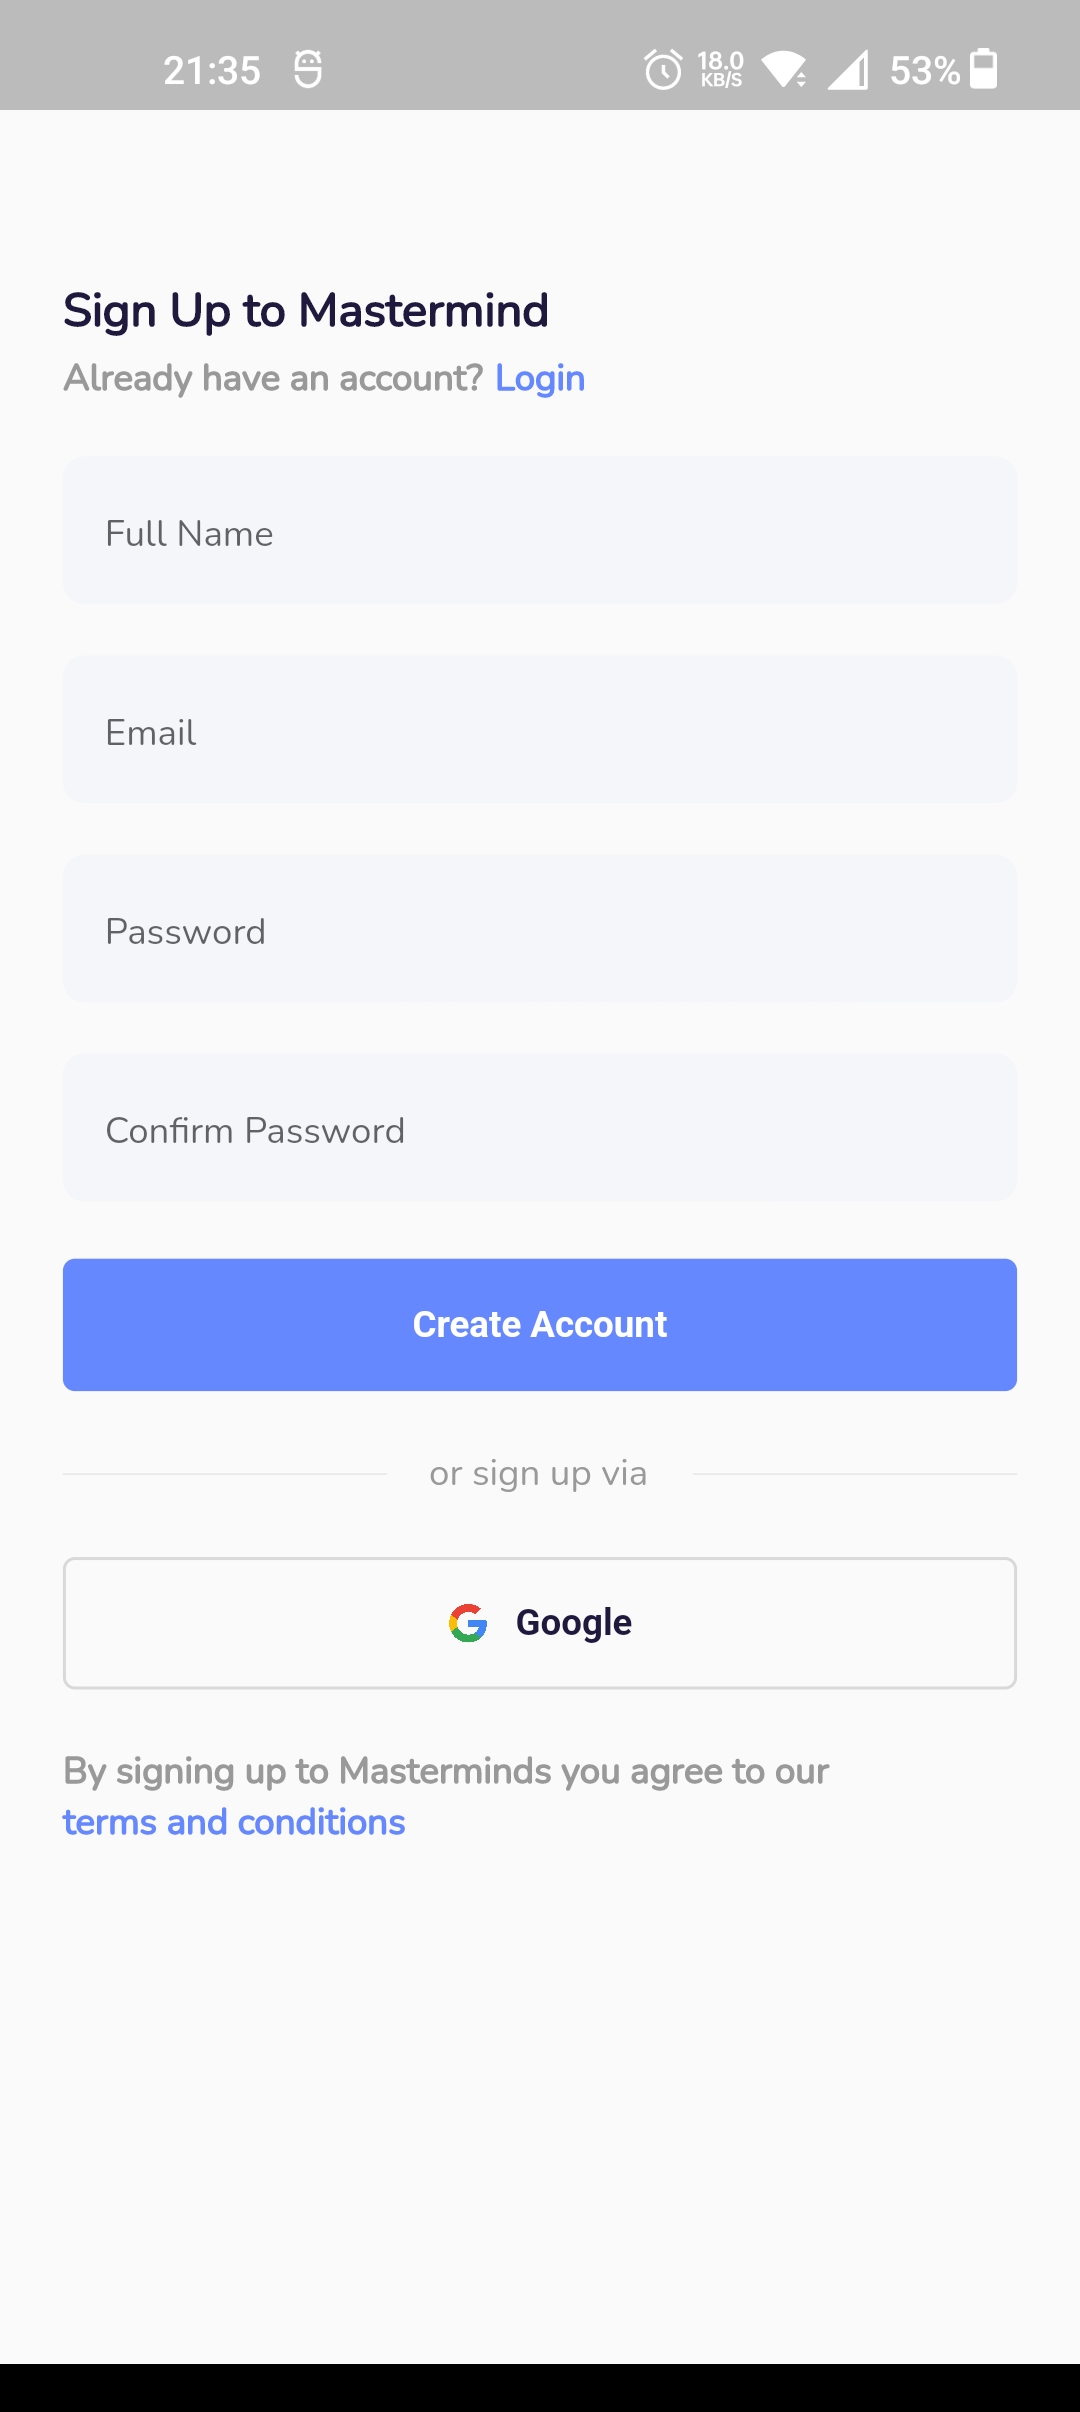 21:35 18.0 KB/S 53%
Sign Up to Mastermind
Already have an account? Login
Full Name
Email
Password
Confirm Password
Create Account
or sign up via
Google
By signing up to Masterminds you agree to our
terms and conditions